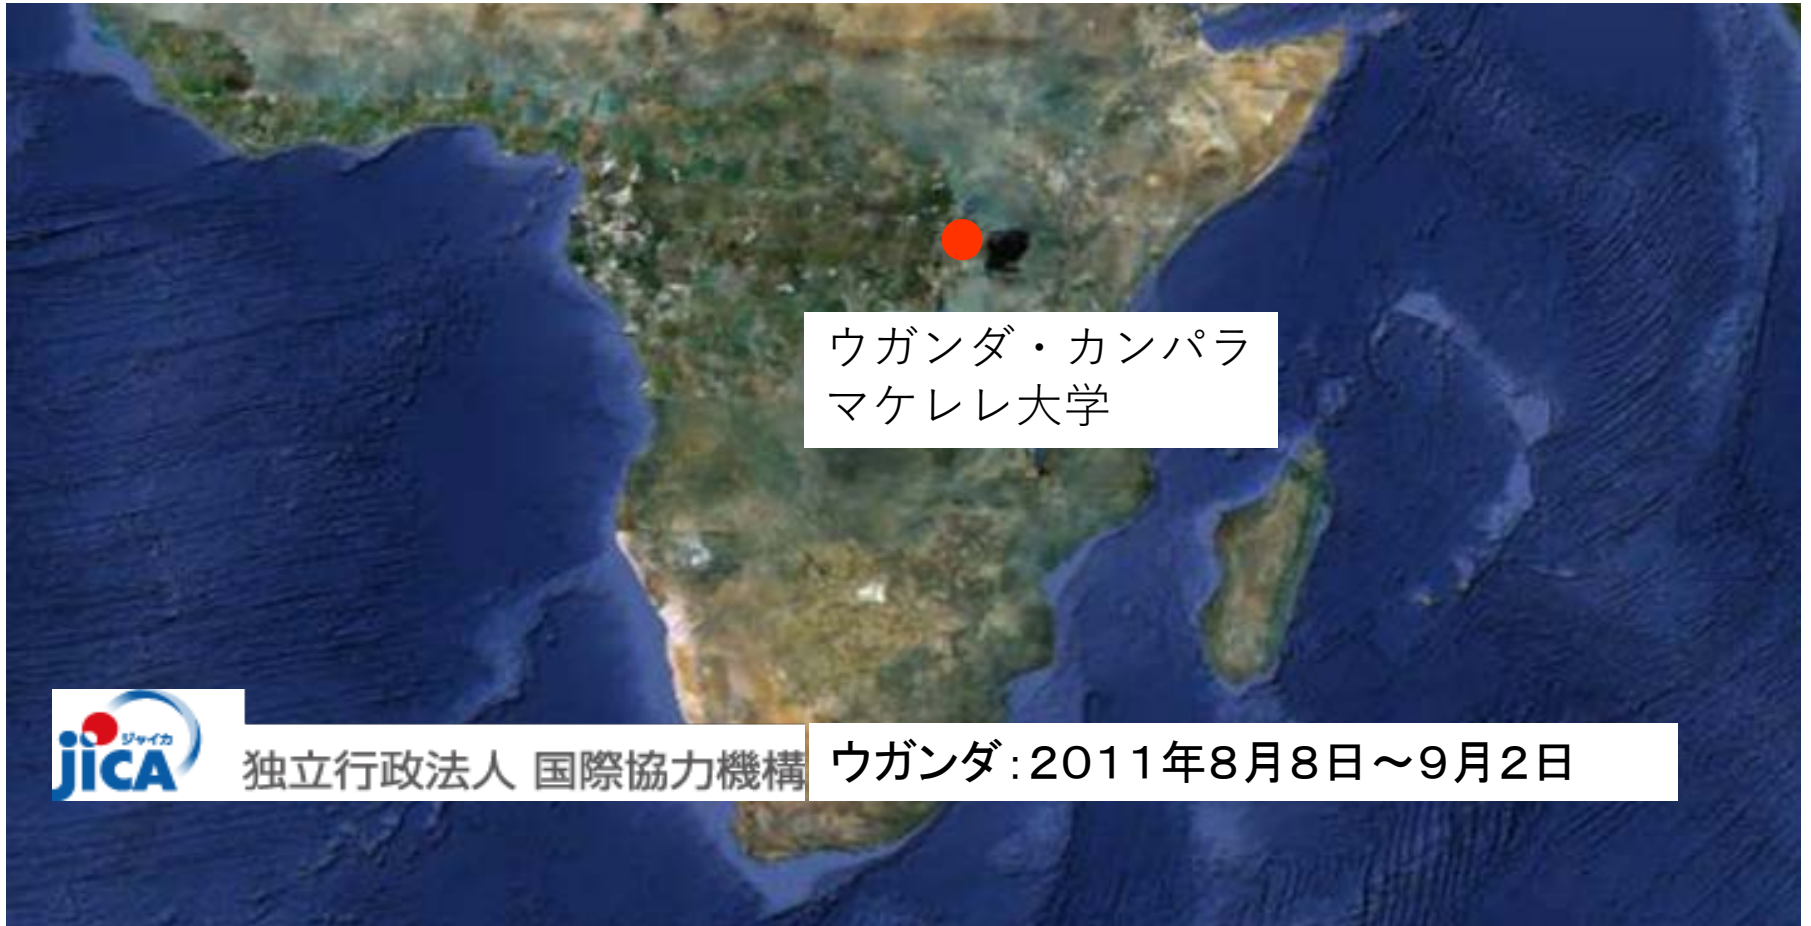 ウガンダ・カンパラ
マケレレ大学
ジャイカ
jICA
独立行政法人 国際協力機構
ウガンダ:2011年8月8日~9月2日